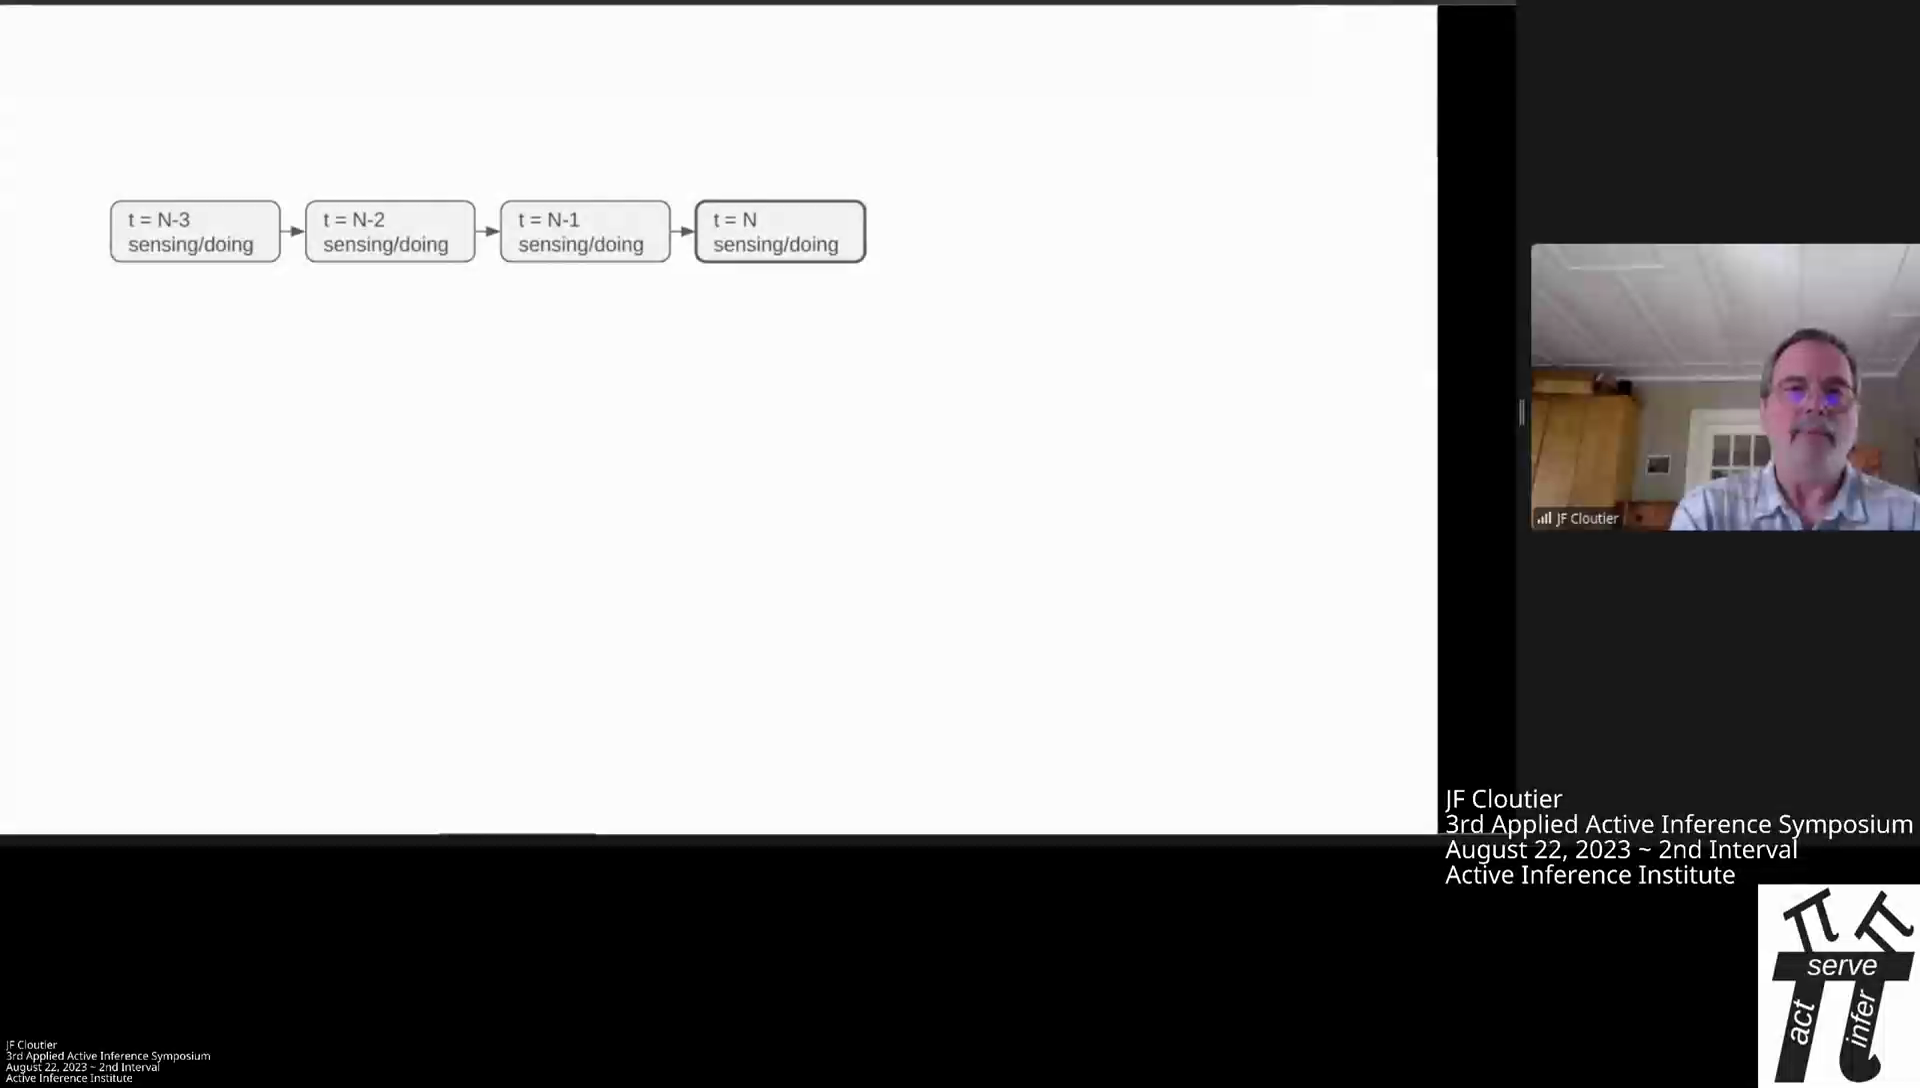 t = N-3
sensing/doing
t = N-2
sensing/doing
t = N-1
sensing/doing
t = N
sensing/doing
JF Cloutier
JF Cloutier
3rd Applied Active Inference Symposium
August 22, 2023 ~ 2nd Interval
Active Inference Institute
serve
act
infer
JF Cloutier
3rd Applied Active Inference Symposium
August 22, 2023 ~ 2nd Interval
Active Inference Institute